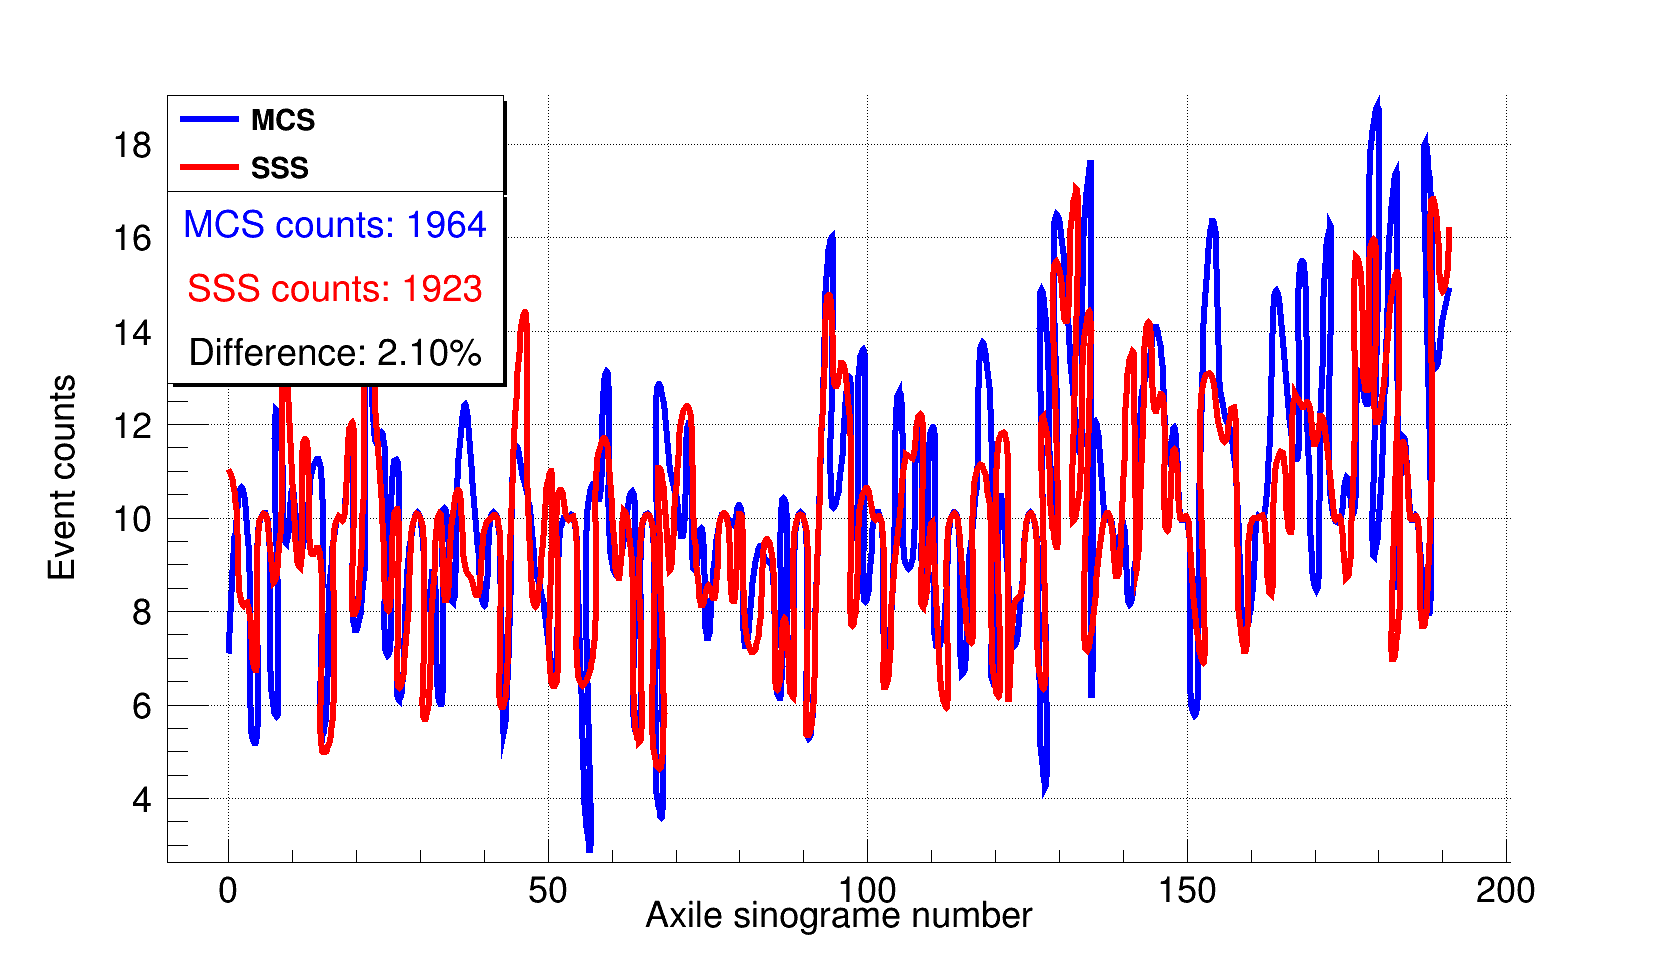 MCS
SSS
MCS counts: 1964
SSS counts: 1923
Difference: 2.10%
Event counts
18
16
14
12
10
8
6
4
0 50 100 150 200
Axile sinograme number